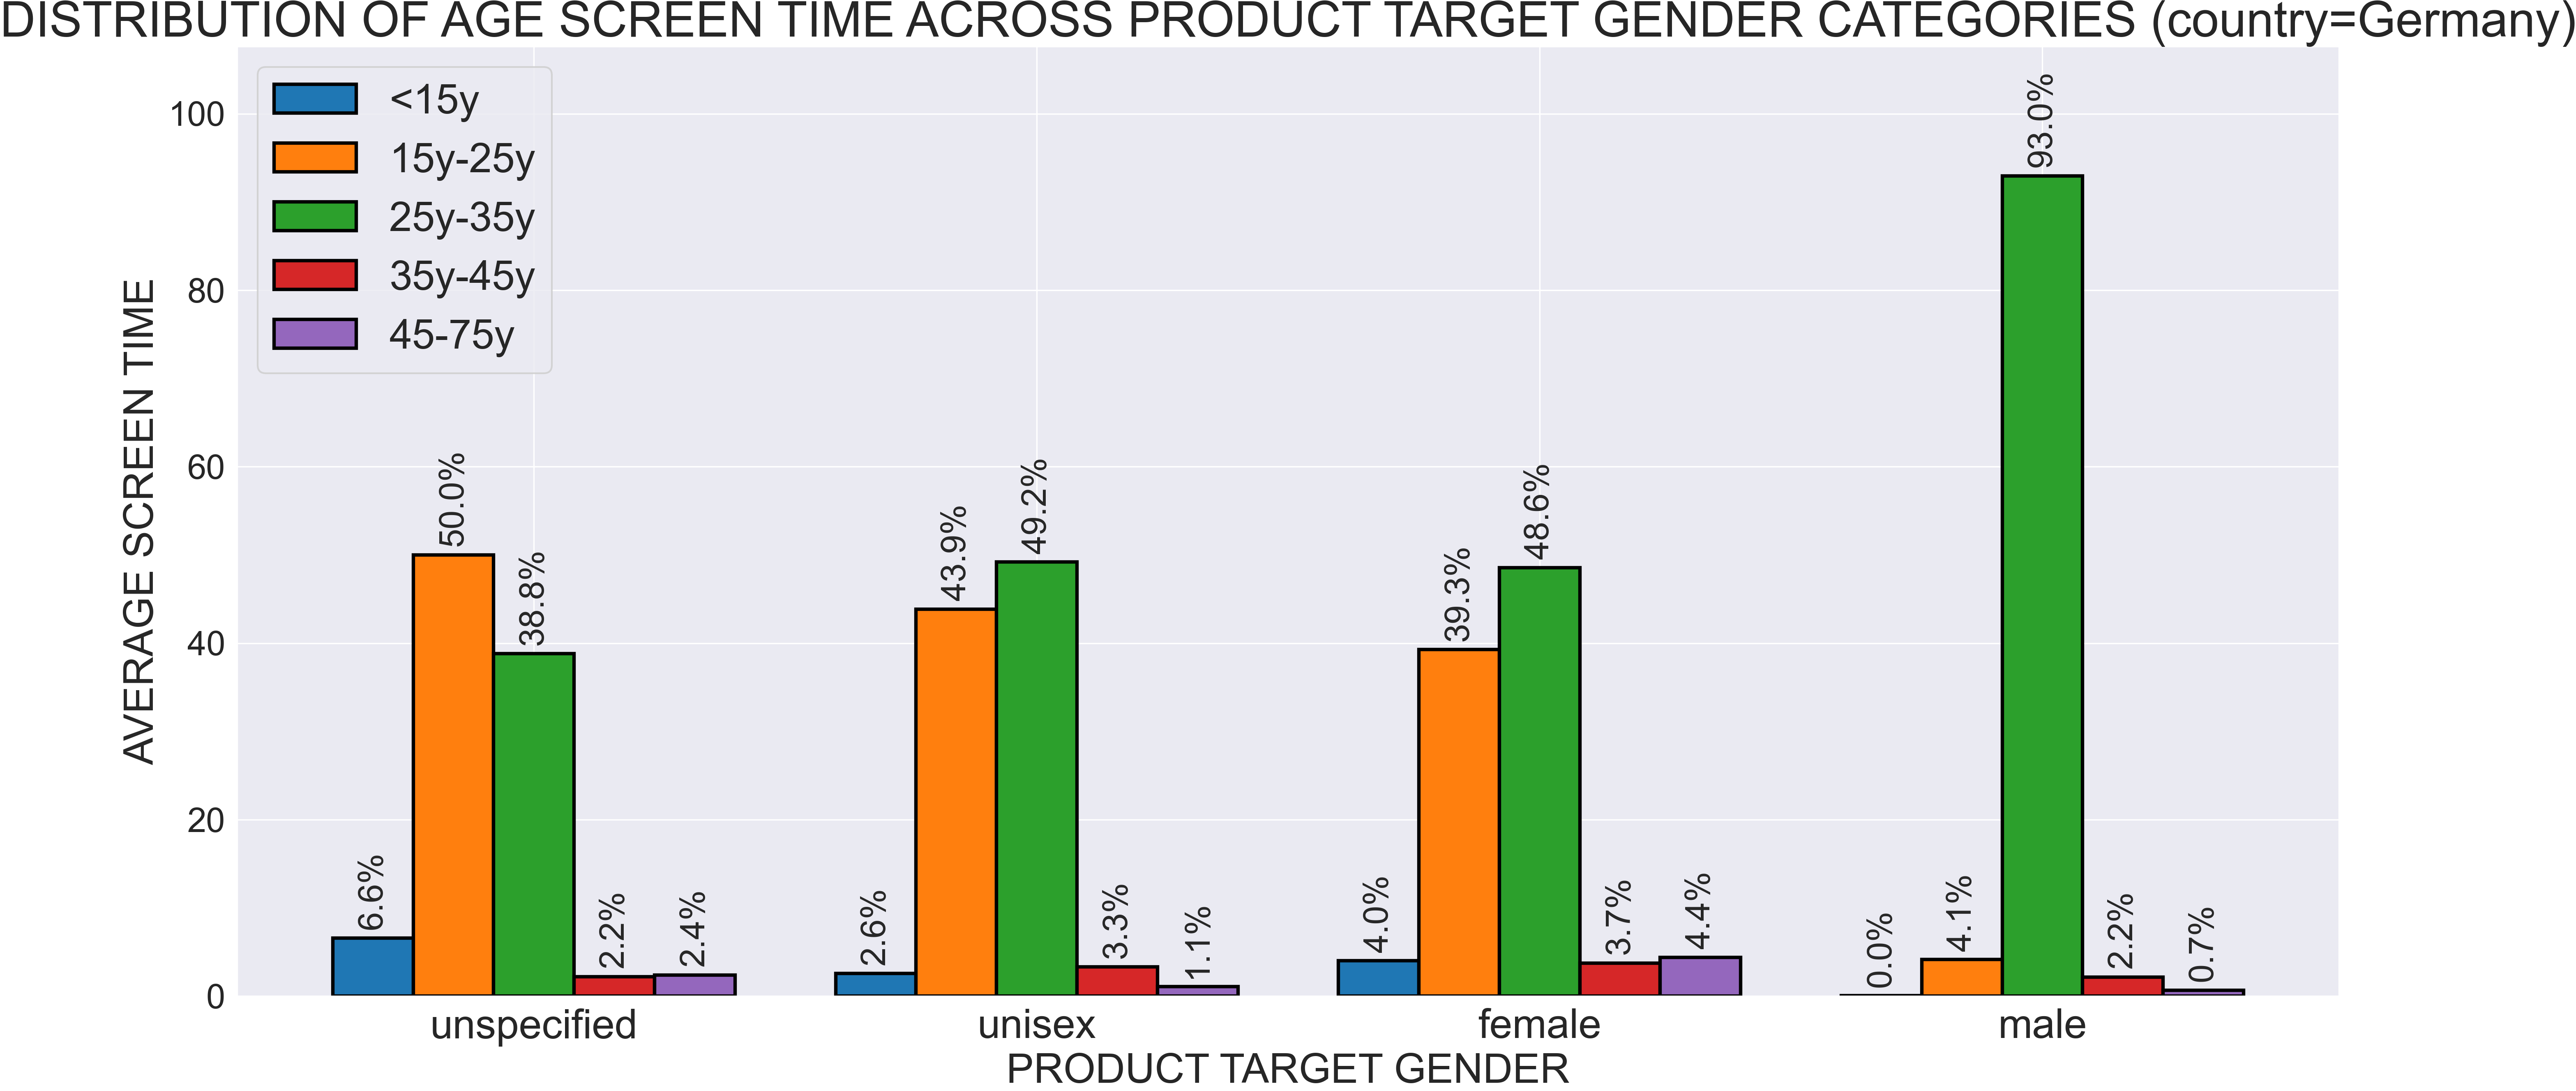 DISTRIBUTION OF AGE SCREEN TIME ACROSS PRODUCT TARGET GENDER CATEGORIES (country=Germany)
<15y
15y-25y
25y-35y
35y-45y
45-75y
AVERAGE SCREEN TIME
100
80
60
40
20
0
6.6%
50.0%
38.8%
2.2%
2.4%
2.6%
43.9%
49.2%
3.3%
1.1%
4.0%
39.3%
48.6%
3.7%
4.4%
0.0%
4.1%
93.0%
2.2%
0.7%
unspecified
unisex
female
male
PRODUCT TARGET GENDER